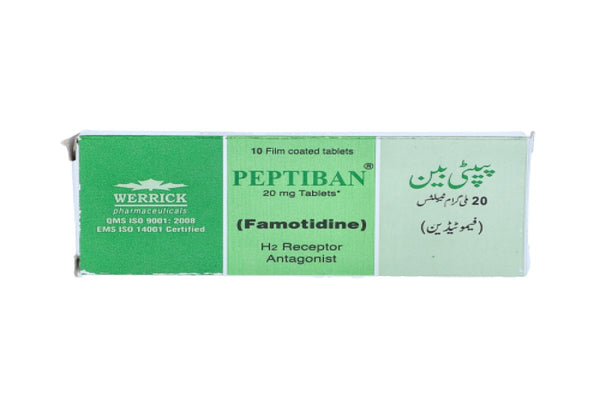 WERRICK
pharmaceuticals
QMS ISO 9001: 2008
EMS ISO 14001 Certified
10 Film coated tablets
PEPTIBAN®
20 mg Tablets*
(Famotidine)
H2 Receptor
Antagonist
پیپٹی بین
20 ملی گرام ٹیبلٹس
(فیموٹیڈین)